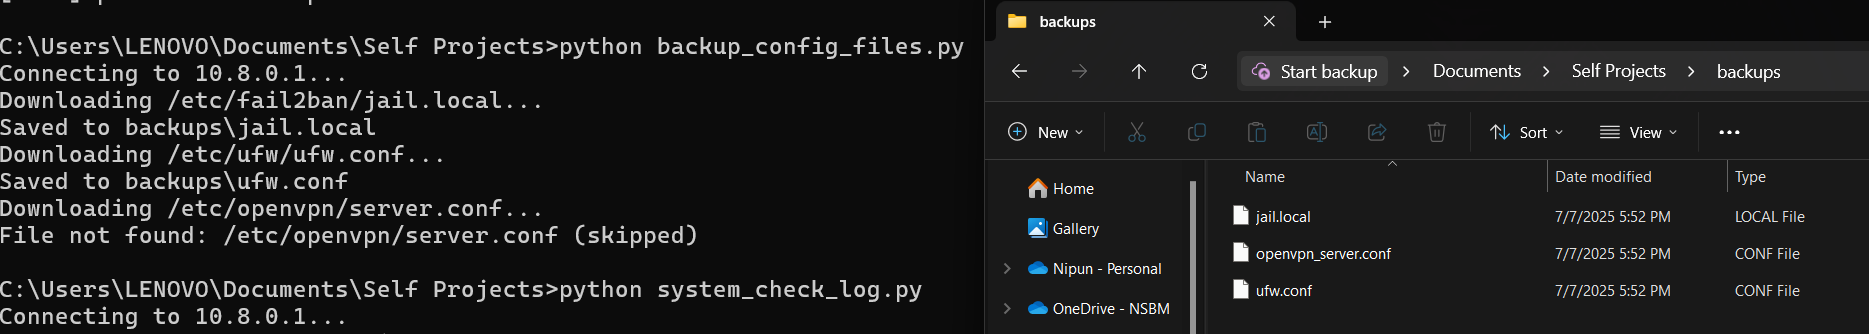 C:\Users\LENOVO\Documents\Self Projects>python backup_config_files.py
Connecting to 10.8.0.1...
Downloading /etc/fail2ban/jail.local...
Saved to backups\jail.local
Downloading /etc/ufw/ufw.conf...
Saved to backups\ufw.conf
Downloading /etc/openvpn/server.conf...
File not found: /etc/openvpn/server.conf (skipped)
C:\Users\LENOVO\Documents\Self Projects>python system_check_log.py
Connecting to 10.8.0.1...
backups
Start backup > Documents > Self Projects > backups
New Sort View
Name Date modified Type
Home
Gallery
Nipun - Personal
OneDrive - NSBM
jail.local 7/7/2025 5:52 PM LOCAL File
openvpn_server.conf 7/7/2025 5:52 PM CONF File
ufw.conf 7/7/2025 5:52 PM CONF File